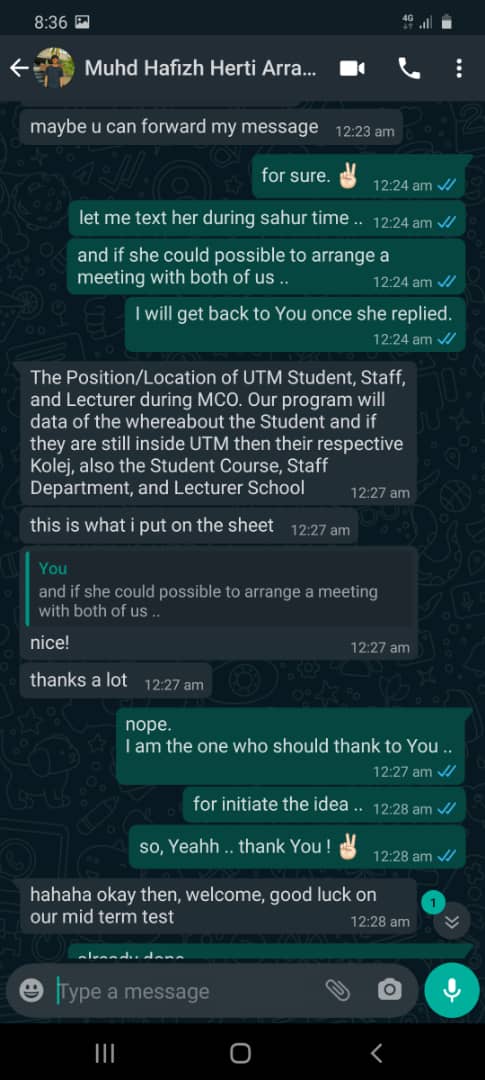 8:36
4G
Muhd Hafizh Herti Arra...
maybe u can forward my message 12:23 am
for sure. ✌🏻 12:24 am
let me text her during sahur time .. 12:24 am
and if she could possible to arrange a
meeting with both of us .. 12:24 am
I will get back to You once she replied.
12:24 am
The Position/Location of UTM Student, Staff,
and Lecturer during MCO. Our program will
data of the whereabout the Student and if
they are still inside UTM then their respective
Kolej, also the Student Course, Staff
Department, and Lecturer School 12:27 am
this is what i put on the sheet 12:27 am
You
and if she could possible to arrange a meeting
with both of us ..
nice! 12:27 am
thanks a lot 12:27 am
nope.
I am the one who should thank to You ..
12:27 am
for initiate the idea .. 12:28 am
so, Yeahh .. thank You ! ✌🏻 12:28 am
hahaha okay then, welcome, good luck on
our mid term test 12:28 am
1
already done
Type a message